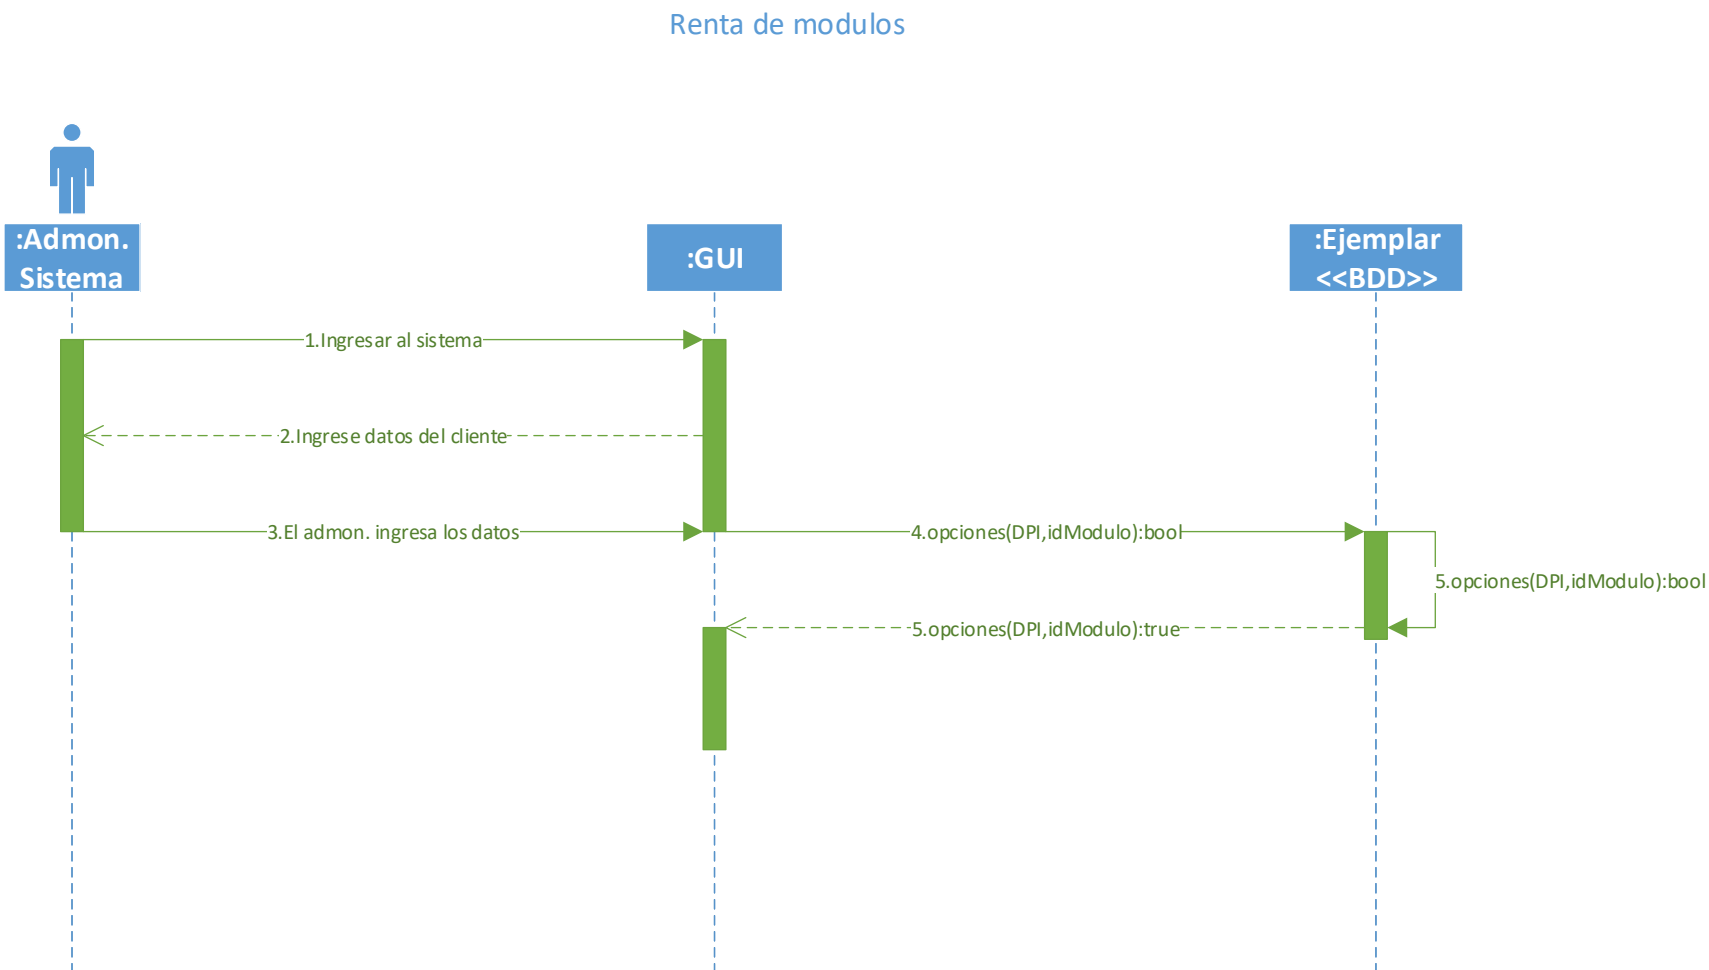 Renta de modulos
:Admon.
Sistema
:GUI
:Ejemplar
<<BDD>>
1.Ingresar al sistema
2.Ingrese datos del cliente
3.El admon. ingresa los datos
4.opciones(DPI,idModulo):bool
5.opciones(DPI,idModulo):bool
5.opciones(DPI,idModulo):true